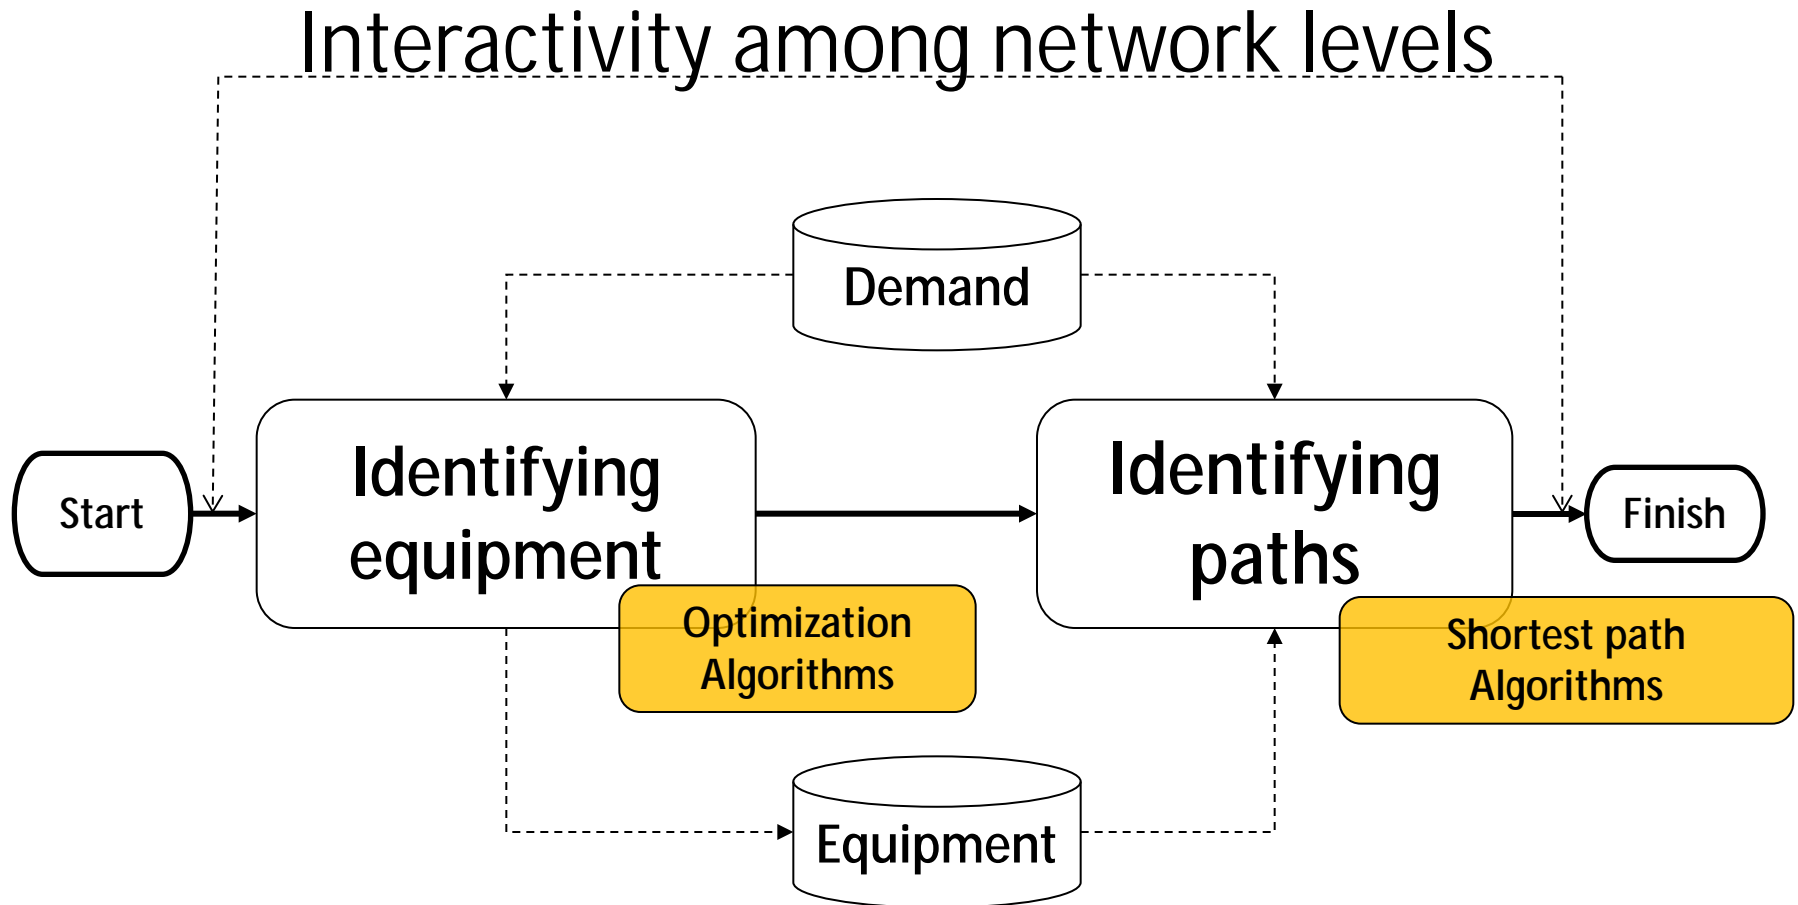 Interactivity among network levels
Demand
Identifying
equipment
Identifying
paths
Start
Finish
Optimization
Algorithms
Shortest path
Algorithms
Equipment